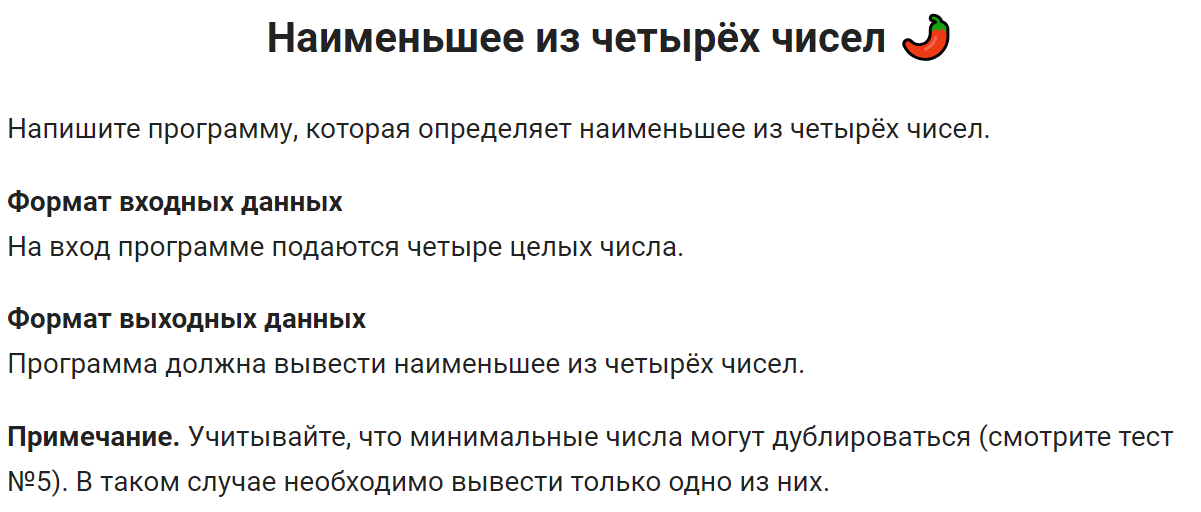 Наименьшее из четырёх чисел 🌶️
Напишите программу, которая определяет наименьшее из четырёх чисел.
Формат входных данных
На вход программе подаются четыре целых числа.
Формат выходных данных
Программа должна вывести наименьшее из четырёх чисел.
Примечание. Учитывайте, что минимальные числа могут дублироваться (смотрите тест
№5). В таком случае необходимо вывести только одно из них.